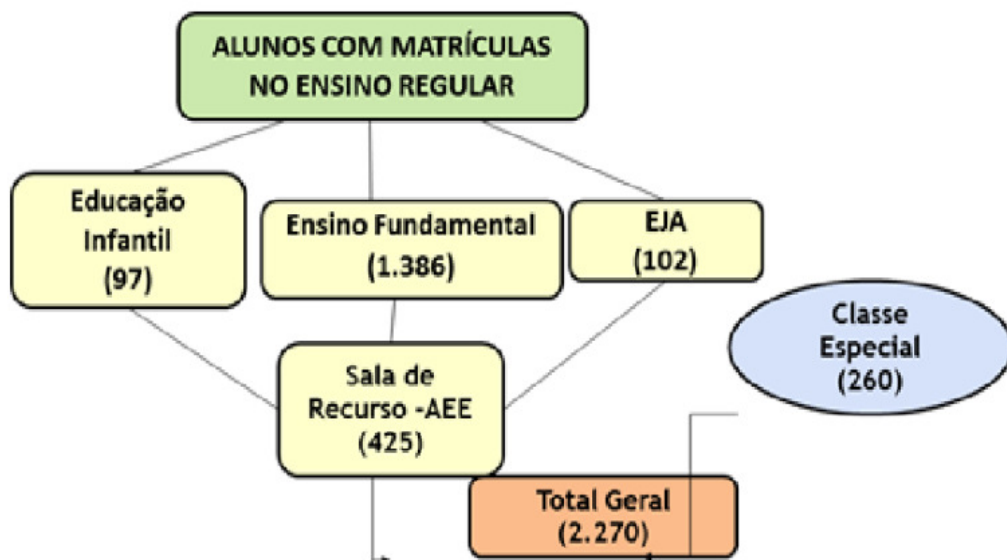 ALUNOS COM MATRÍCULAS
NO ENSINO REGULAR
Educação
Infantil
(97)
Ensino Fundamental
(1.386)
EJA
(102)
Classe
Especial
(260)
Sala de
Recurso -AEE
(425)
Total Geral
(2.270)